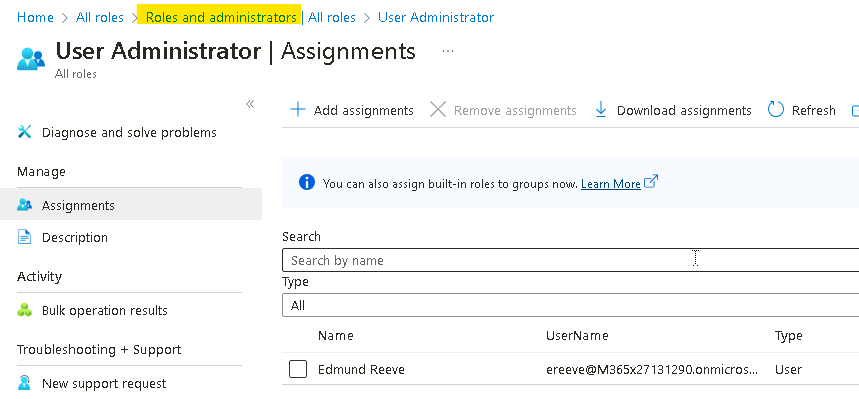 Home > All roles > Roles and administrators | All roles > User Administrator
User Administrator | Assignments ...
All roles
«
Diagnose and solve problems
Manage
Assignments
Description
Activity
Bulk operation results
Troubleshooting + Support
New support request
Add assignments Remove assignments Download assignments Refresh
You can also assign built-in roles to groups now. Learn More
Search
Search by name
Type
All
Name UserName Type
Edmund Reeve ereeve@M365x27131290.onmicros... User